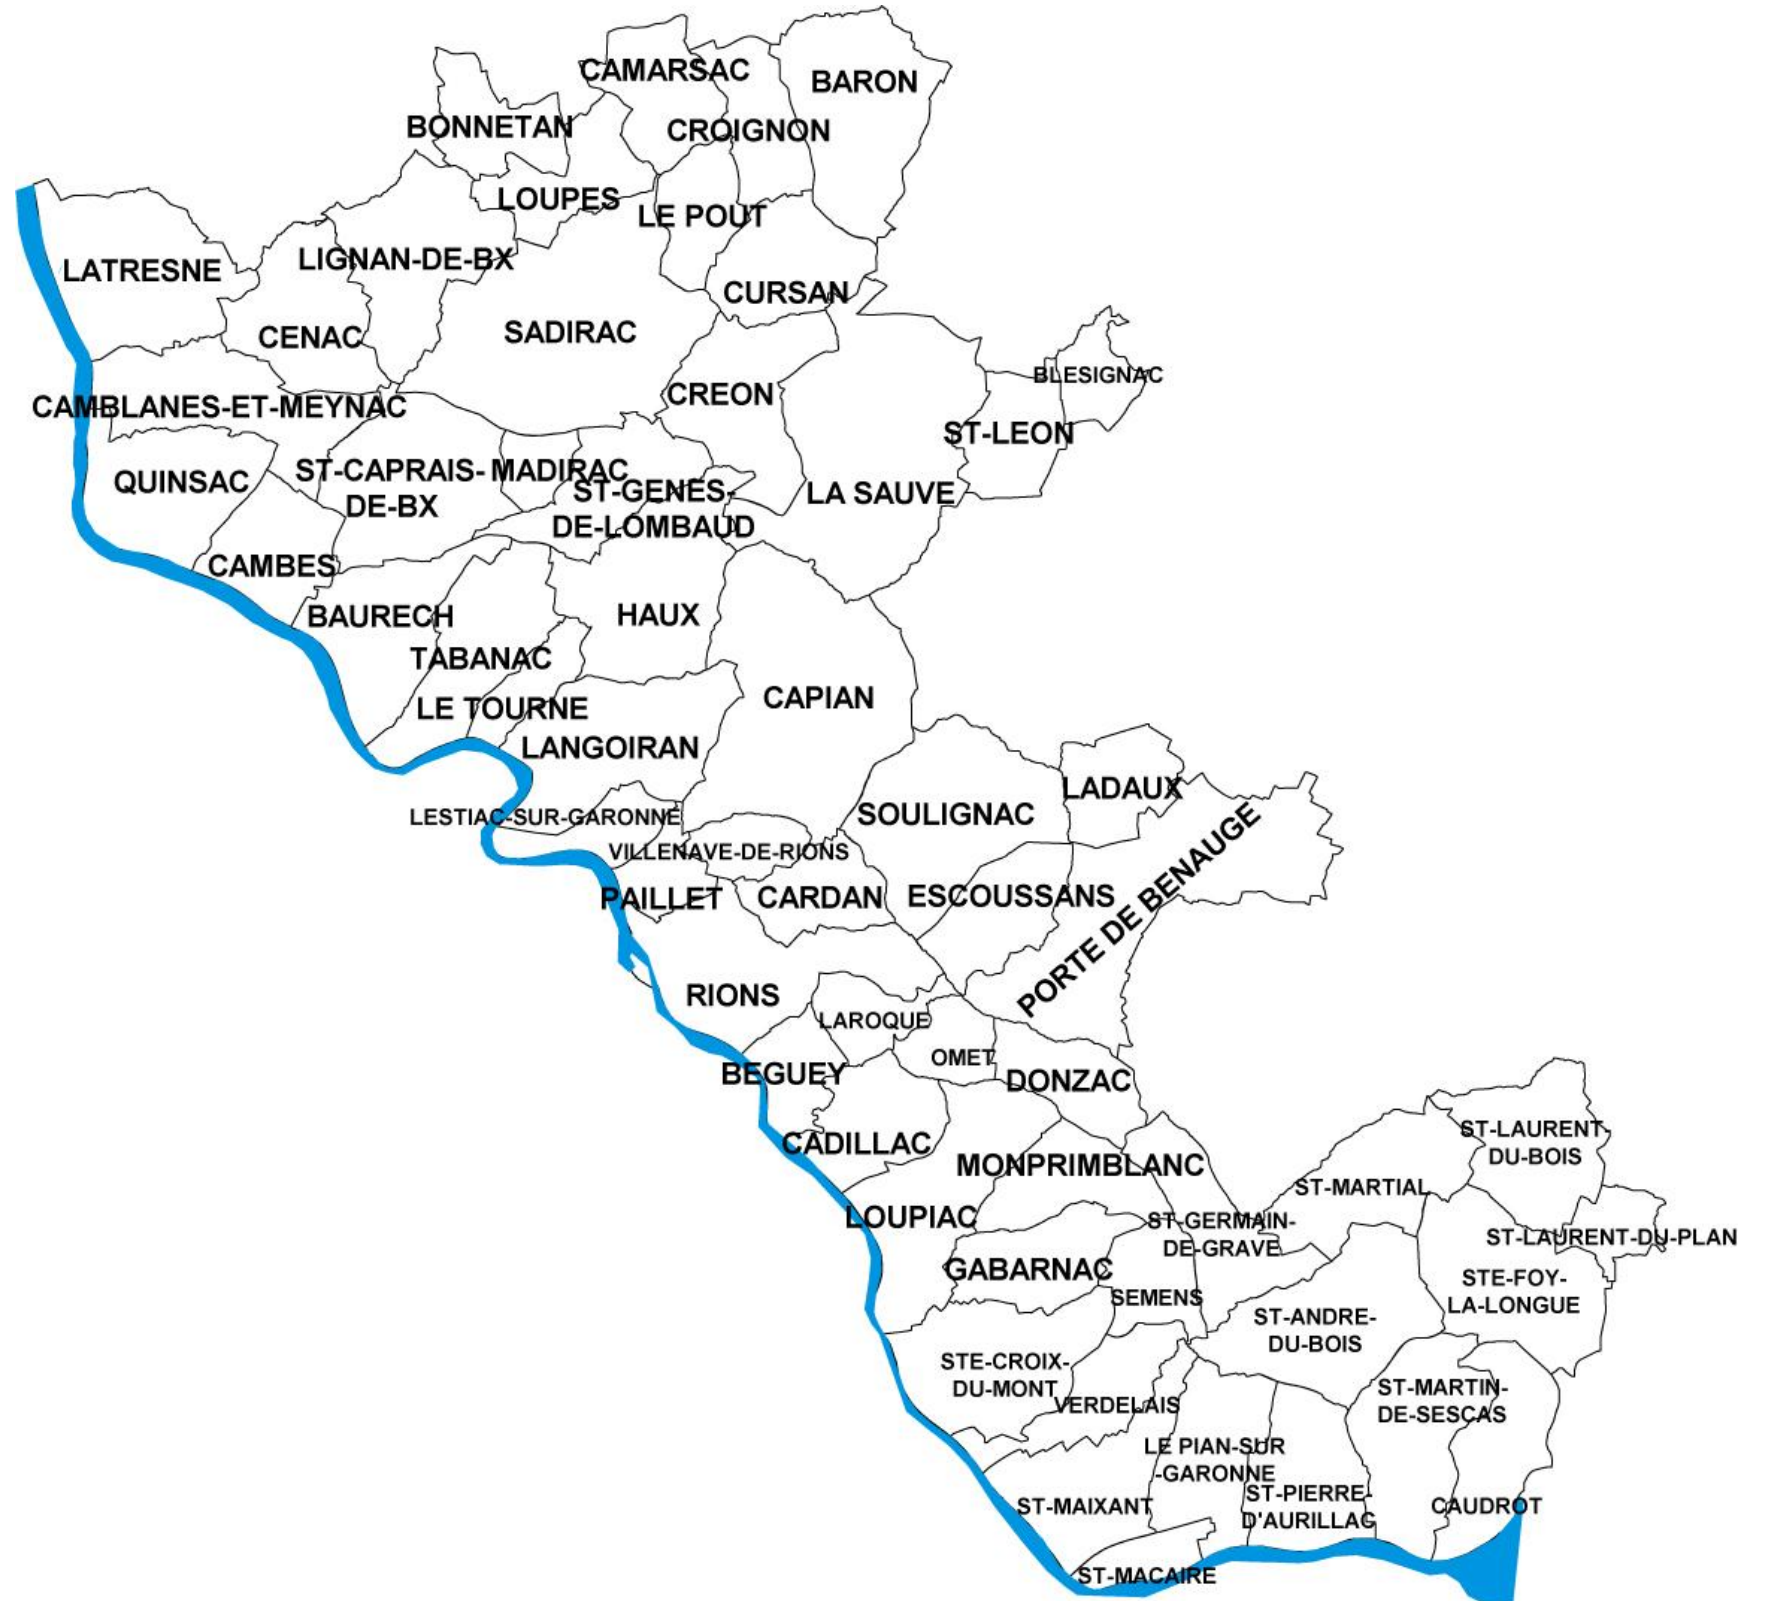 CAMARSAC
BARON
BONNETAN
CROIGNON
LOUPES
LE POUT
LATRESNE
LIGNAN-DE-BX
CURSAN
CENAC
SADIRAC
BLESIGNAC
CREON
CAMBLANES-ET-MEYNAC
ST-LEON
QUINSAC
ST-CAPRAIS-
DE-BX
MADIRAC
ST-GENES-
DE-LOMBAUD
LA SAUVE
CAMBES
BAURECH
HAUX
TABANAC
CAPIAN
LE TOURNE
LANGOIRAN
LADAUX
LESTIAC-SUR-GARONNE
SOULIGNAC
VILLENAVE-DE-RIONS
PAILLET
CARDAN
ESCOUSSANS
PORTE DE BENAUGE
RIONS
LAROQUE
OMET
BEGUEY
DONZAC
CADILLAC
ST-LAURENT-
DU-BOIS
MONPRIMBLANC
ST-MARTIAL
LOUPIAC
ST-GERMAIN-
DE-GRAVE
ST-LAURENT-DU-PLAN
GABARNAC
STE-FOY-
LA-LONGUE
SEMENS
ST-ANDRE-
DU-BOIS
STE-CROIX-
DU-MONT
ST-MARTIN-
DE-SESCAS
VERDELAIS
LE PIAN-SUR
-GARONNE
ST-PIERRE-
D'AURILLAC
ST-MAIXANT
CAUDROT
ST-MACAIRE